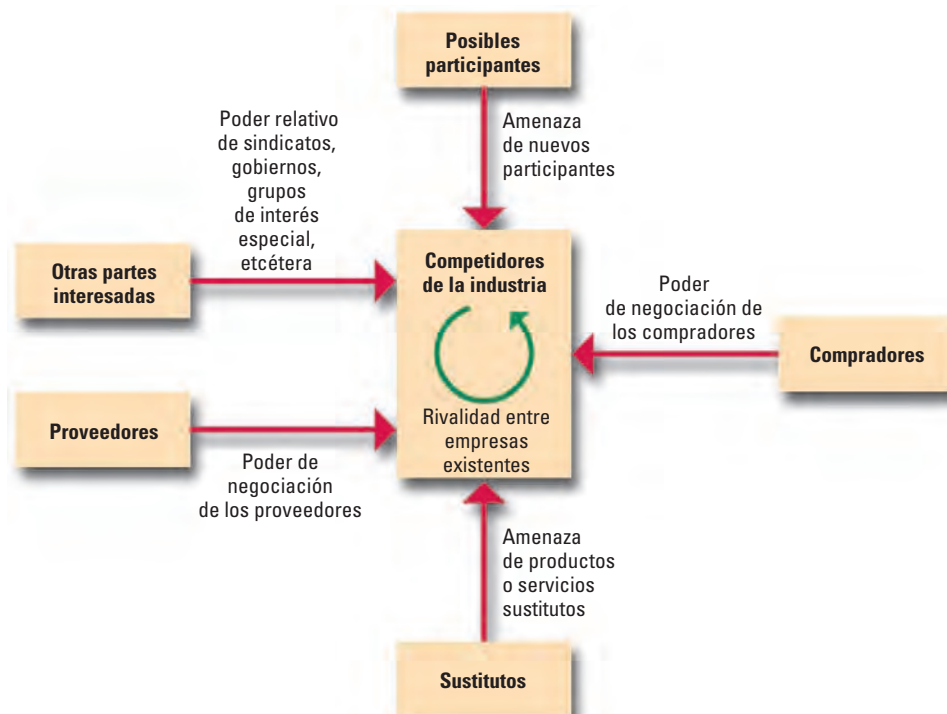 Posibles
participantes
Amenaza
de nuevos
participantes
Poder relativo
de sindicatos,
gobiernos,
grupos
de interés
especial,
etcétera
Otras partes
interesadas
Competidores
de la industria
Rivalidad entre
empresas
existentes
Poder
de negociación de
los compradores
Compradores
Proveedores
Poder de
negociación
de los proveedores
Amenaza
de productos
o servicios
sustitutos
Sustitutos